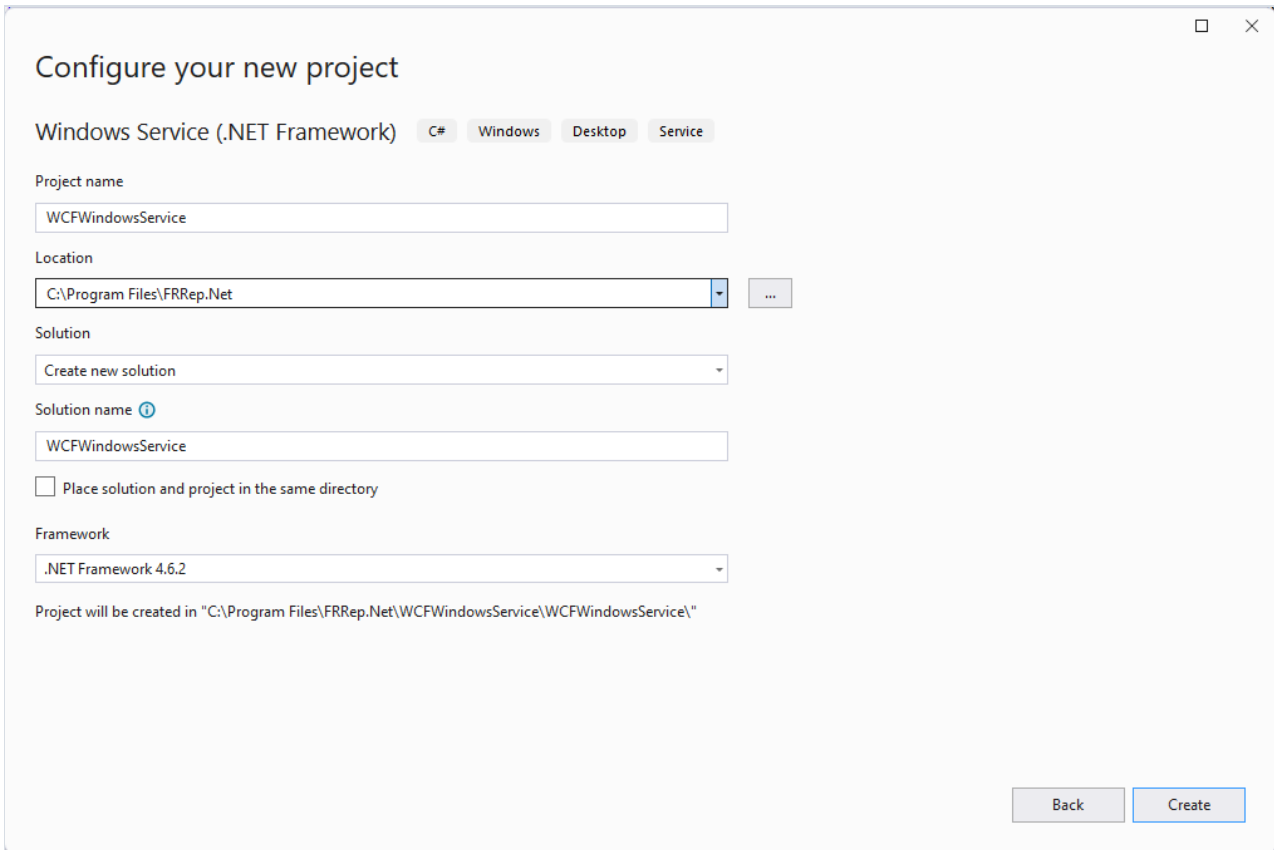 Configure your new project
Windows Service (.NET Framework) C# Windows Desktop Service
Project name
WCFWindowsService
Location
C:\Program Files\FRRep.Net
...
Solution
Create new solution
Solution name
WCFWindowsService
Place solution and project in the same directory
Framework
.NET Framework 4.6.2
Project will be created in "C:\Program Files\FRRep.Net\WCFWindowsService\WCFWindowsService\"
Back Create